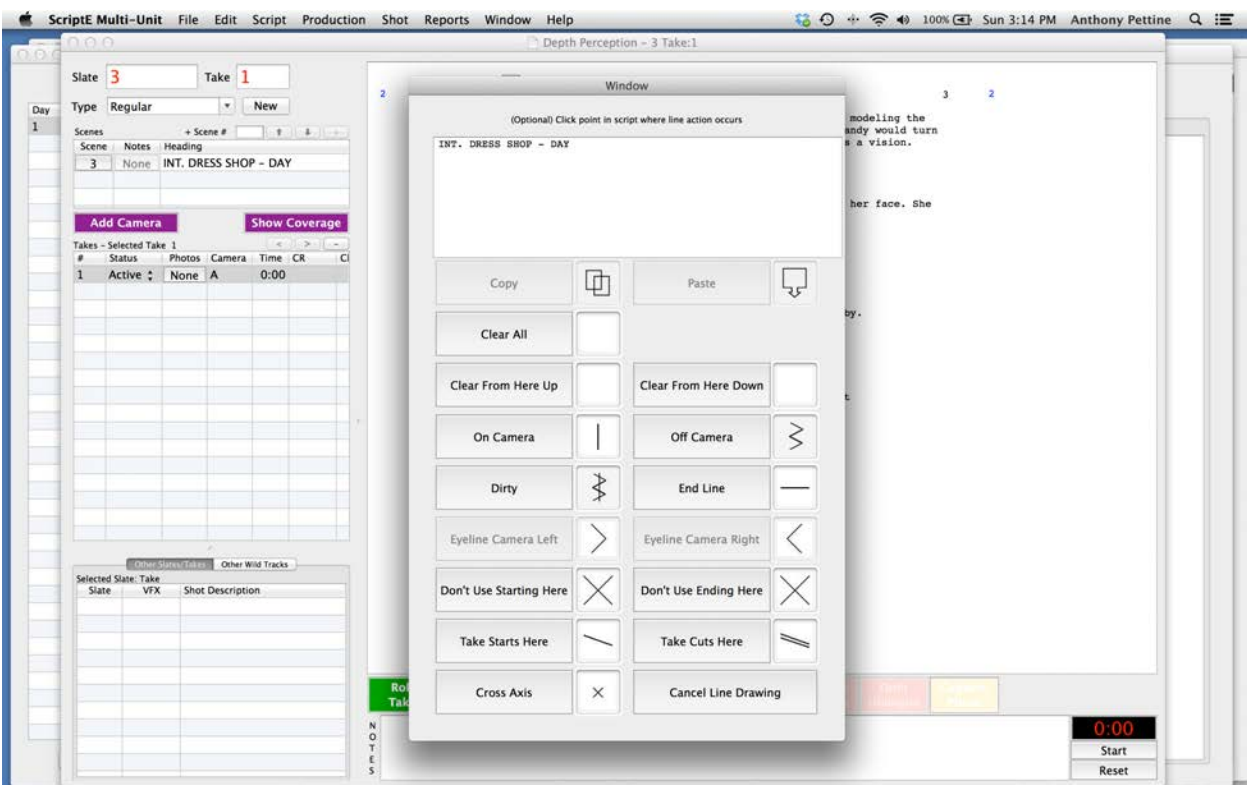 ScriptE Multi-Unit File Edit Script Production Shot Reports Window Help 100% Sun 3:14 PM Anthony Pettine
Depth Perception - 3 Take:1
Slate 3 Take 1
Type Regular New
Scenes + Scene #
Scene Notes Heading
3 None INT. DRESS SHOP - DAY
Add Camera Show Coverage
Takes - Selected Take 1 < > -
# Status Photos Camera Time CR Cl
1 Active None A 0:00
Other Slates/Takes Other Wild Tracks
Selected Slate: Take
Slate VFX Shot Description
Day
1
2 3 2
modeling the
andy would turn
s a vision.
her face. She
by.
Window
(Optional) Click point in script where line action occurs
INT. DRESS SHOP - DAY
Copy Paste
Clear All
Clear From Here Up Clear From Here Down
On Camera Off Camera
Dirty End Line
Eyeline Camera Left Eyeline Camera Right
Don't Use Starting Here Don't Use Ending Here
Take Starts Here Take Cuts Here
Cross Axis Cancel Line Drawing
Rol
Tak
NOTES
0:00
Start
Reset